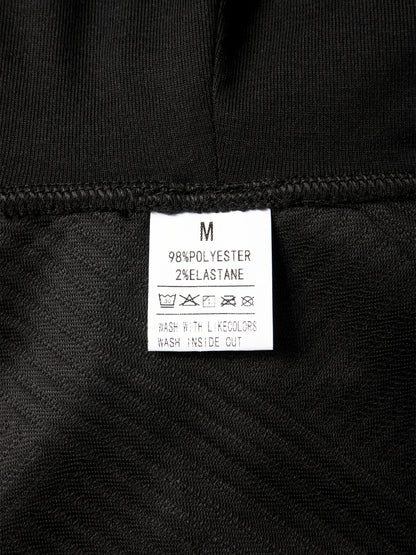 M
98%POLYESTER
2%ELASTANE
WASH WITH LIKECOLORS
WASH INSIDE OUT